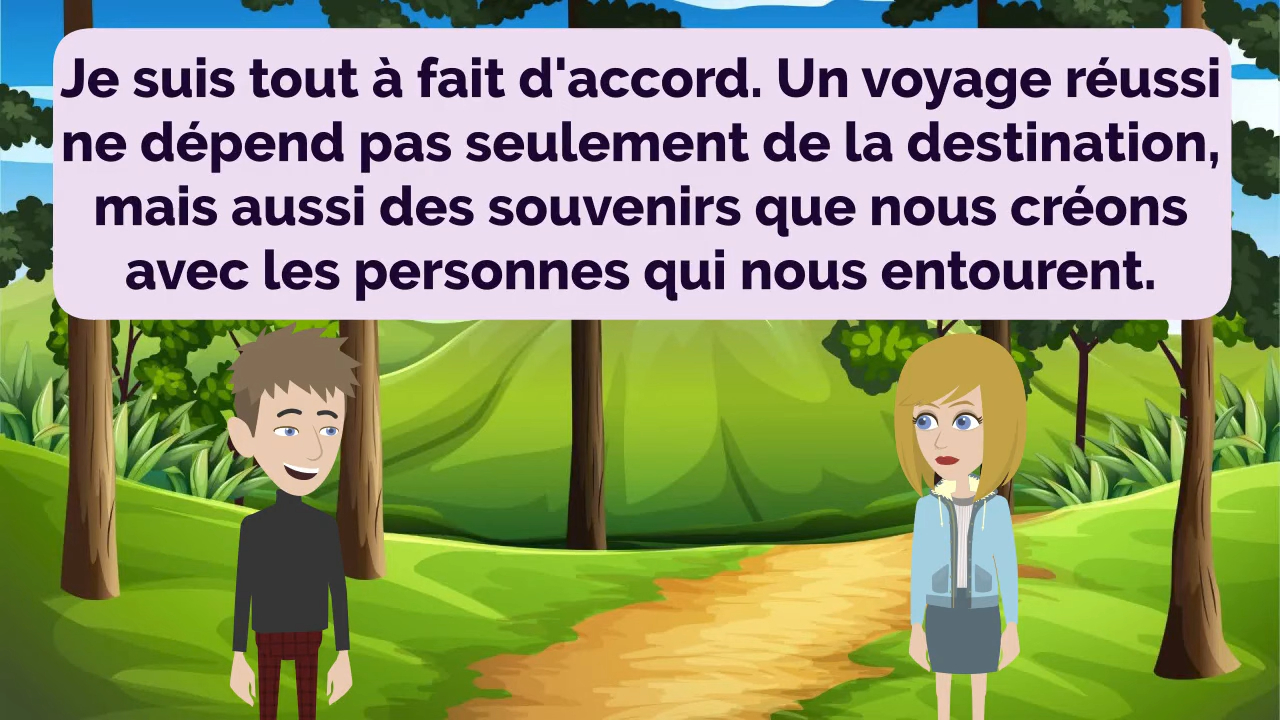 Je suis tout à fait d'accord. Un voyage réussi
ne dépend pas seulement de la destination,
mais aussi des souvenirs que nous créons
avec les personnes qui nous entourent.